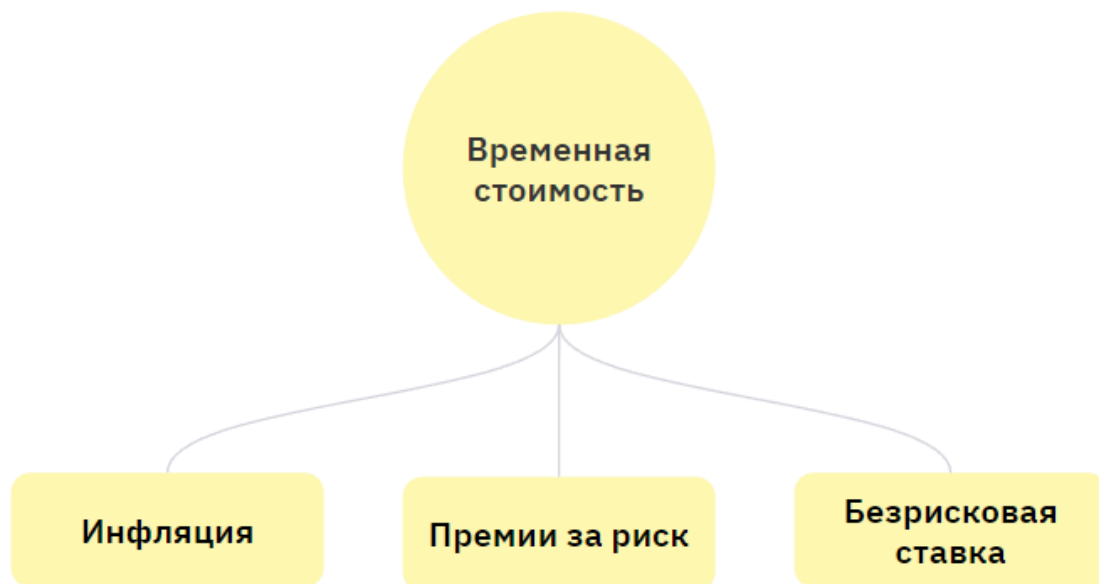 Временная
стоимость
Инфляция
Премии за риск
Безрисковая
ставка